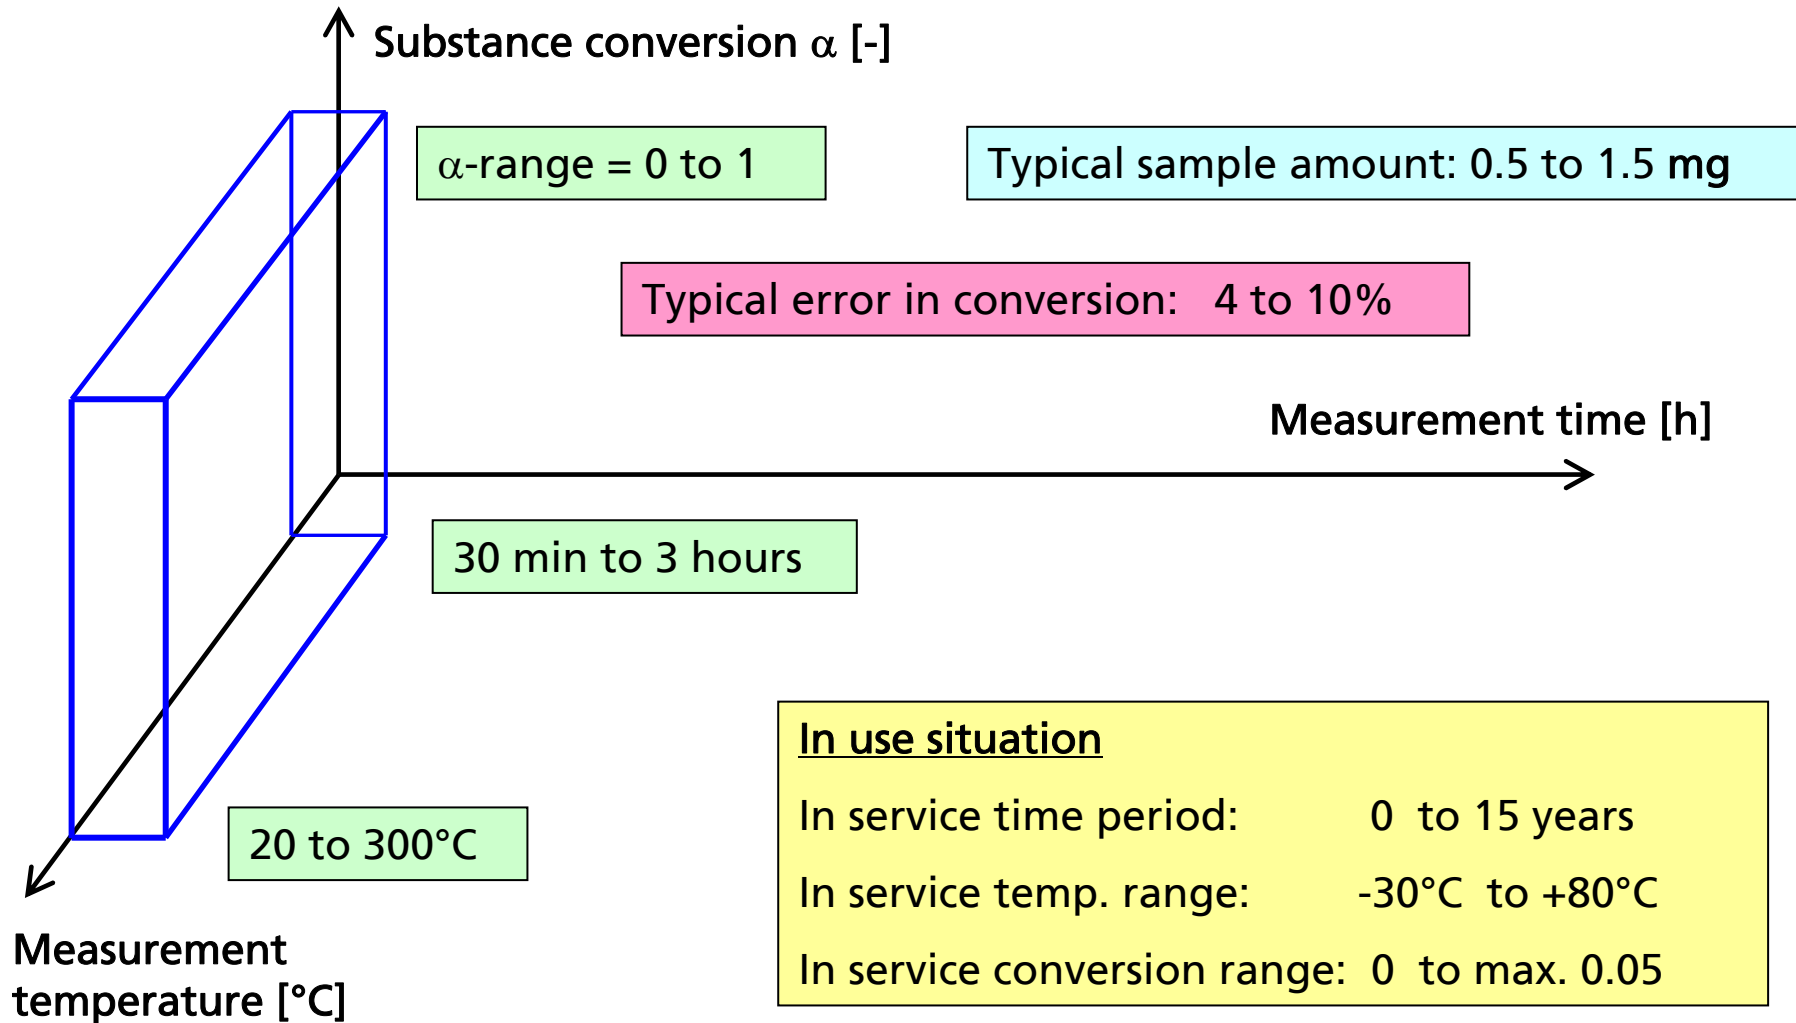 Substance conversion α [-]
α-range = 0 to 1
Typical sample amount: 0.5 to 1.5 mg
Typical error in conversion: 4 to 10%
Measurement time [h]
30 min to 3 hours
20 to 300°C
Measurement
temperature [°C]
In use situation
In service time period: 0 to 15 years
In service temp. range: -30°C to +80°C
In service conversion range: 0 to max. 0.05